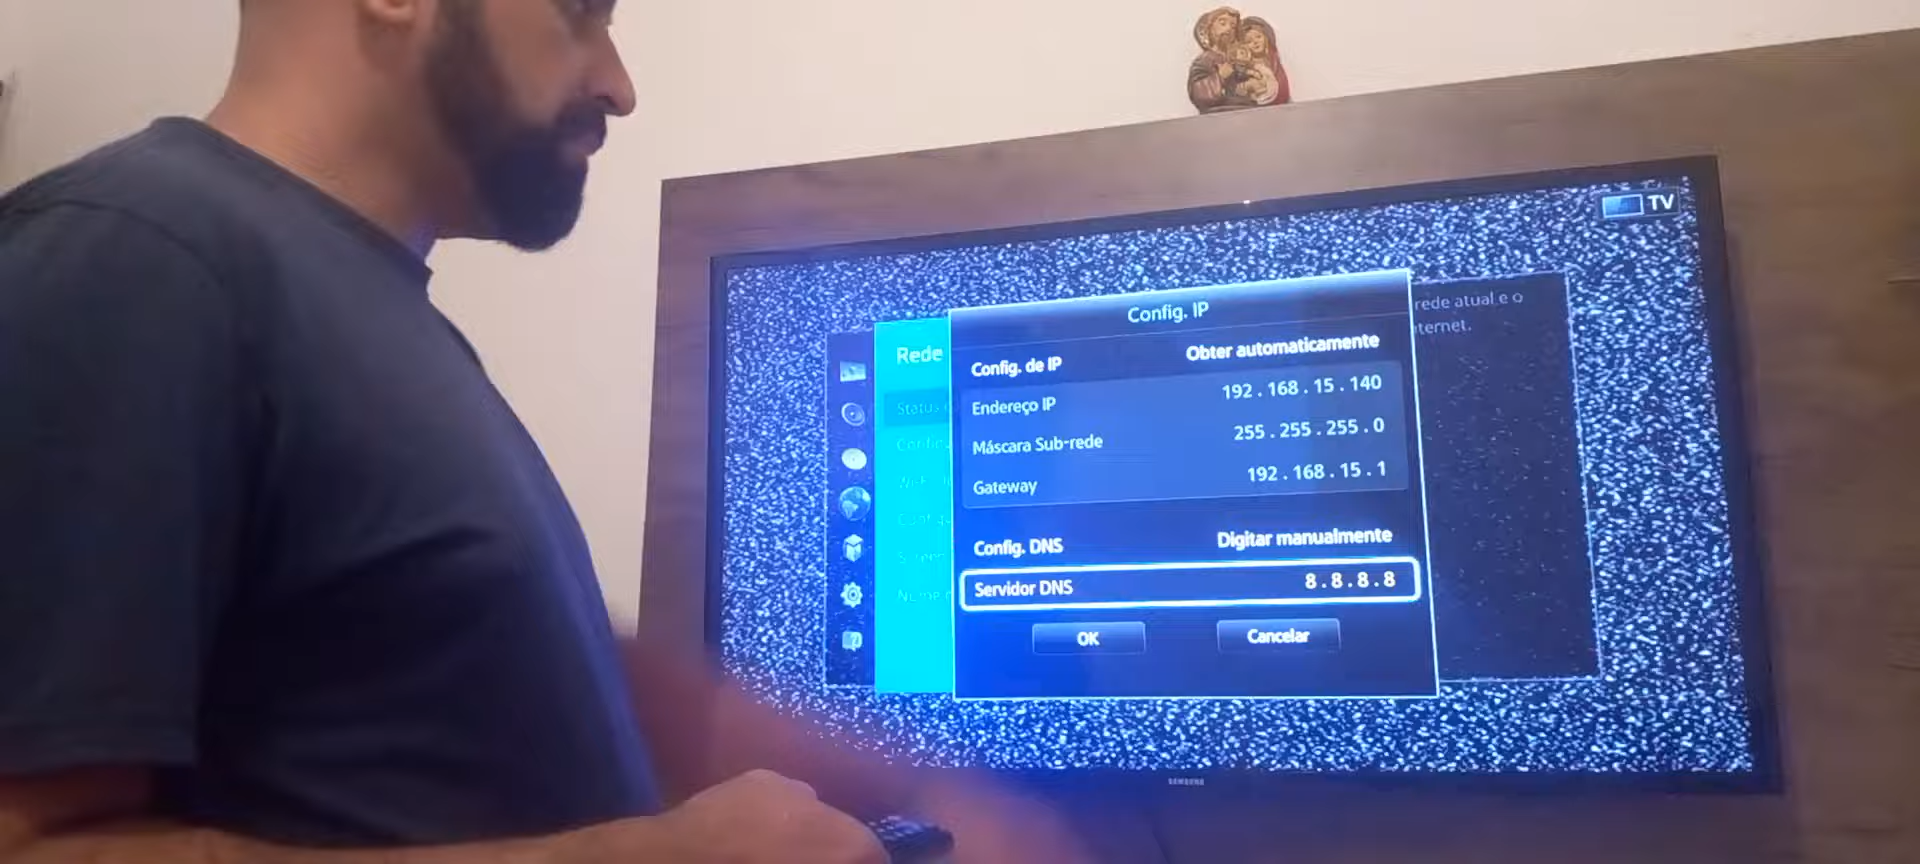 TV
rede atual e o
Config. IP
Rede
Config. de IP Obter automaticamente
Endereço IP 192.168.15.140
Máscara Sub-rede 255.255.255.0
Gateway 192.168.15.1
Config. DNS Digitar manualmente
Servidor DNS 8.8.8.8
OK Cancelar
Status
SAMSUNG